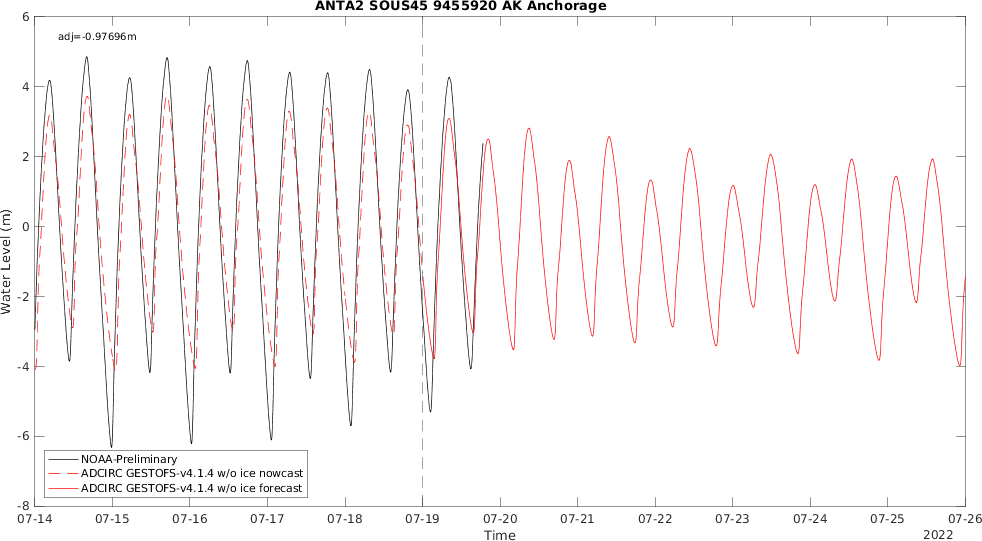 ANTA2 SOUS45 9455920 AK Anchorage
adj=-0.97696m
6
4
2
0
-2
-4
-6
-8
Water Level (m)
NOAA-Preliminary
ADCIRC GESTOFS-v4.1.4 w/o ice nowcast
ADCIRC GESTOFS-v4.1.4 w/o ice forecast
07-14 07-15 07-16 07-17 07-18 07-19 07-20 07-21 07-22 07-23 07-24 07-25 07-26
Time
2022